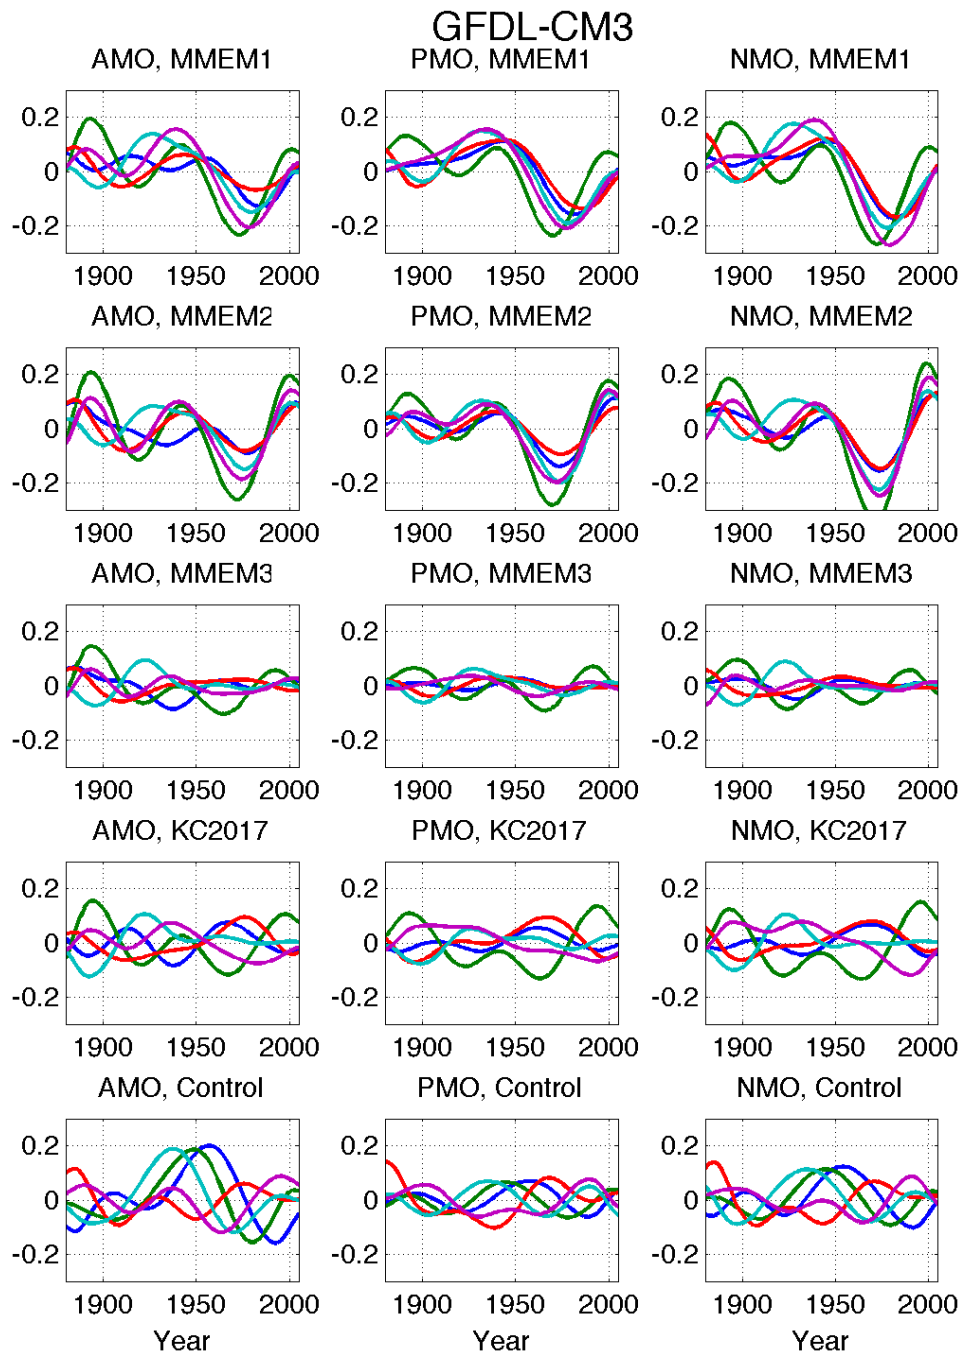 GFDL-CM3
AMO, MMEM1 PMO, MMEM1 NMO, MMEM1
0.2 0.2 0.2
0 0 0
-0.2 -0.2 -0.2
1900 1950 2000 1900 1950 2000 1900 1950 2000
AMO, MMEM2 PMO, MMEM2 NMO, MMEM2
0.2 0.2 0.2
0 0 0
-0.2 -0.2 -0.2
1900 1950 2000 1900 1950 2000 1900 1950 2000
AMO, MMEM3 PMO, MMEM3 NMO, MMEM3
0.2 0.2 0.2
0 0 0
-0.2 -0.2 -0.2
1900 1950 2000 1900 1950 2000 1900 1950 2000
AMO, KC2017 PMO, KC2017 NMO, KC2017
0.2 0.2 0.2
0 0 0
-0.2 -0.2 -0.2
1900 1950 2000 1900 1950 2000 1900 1950 2000
AMO, Control PMO, Control NMO, Control
0.2 0.2 0.2
0 0 0
-0.2 -0.2 -0.2
1900 1950 2000 1900 1950 2000 1900 1950 2000
Year Year Year